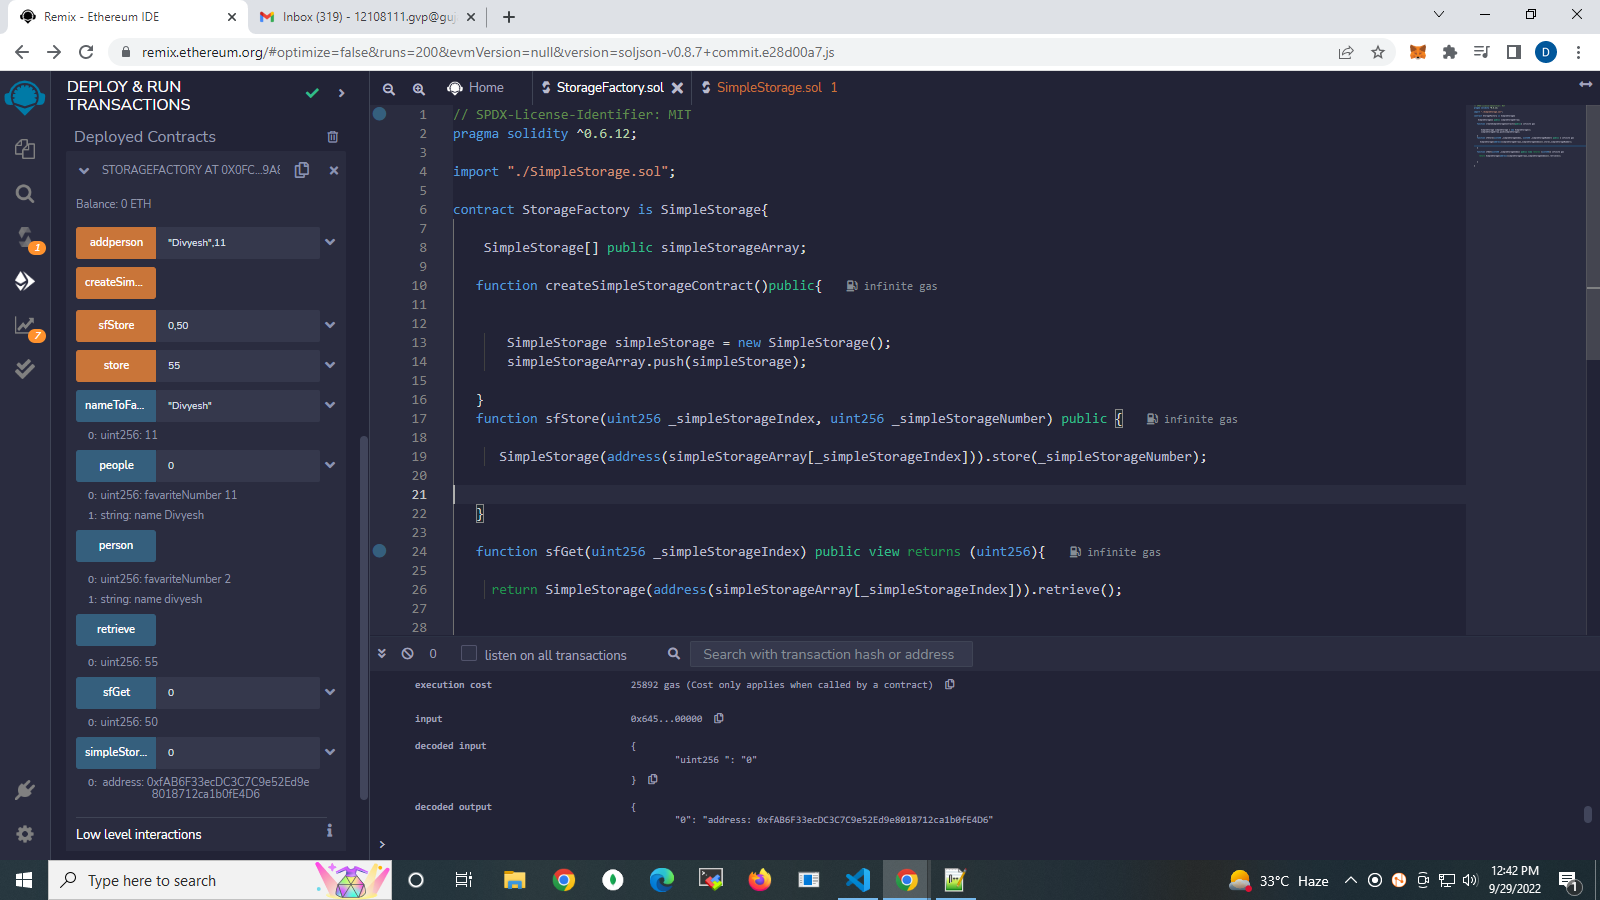 Remix - Ethereum IDE
Inbox (319) - 12108111.gvp@guj
remix.ethereum.org/#optimize=false&runs=200&evmVersion=null&version=soljson-v0.8.7+commit.e28d00a7.js
D
DEPLOY & RUN
TRANSACTIONS
Deployed Contracts
STORAGEFACTORY AT 0X0FC...9A8
Balance: 0 ETH
addperson "Divyesh",11
createSim...
sfStore 0,50
store 55
nameToFa... "Divyesh"
0: uint256: 11
people 0
0: uint256: favariteNumber 11
1: string: name Divyesh
person
0: uint256: favariteNumber 2
1: string: name divyesh
retrieve
0: uint256: 55
sfGet 0
0: uint256: 50
simpleStor... 0
0: address: 0xfAB6F33ecDC3C7C9e52Ed9e
8018712ca1b0fE4D6
Low level interactions
i
1
7
Home
StorageFactory.sol
SimpleStorage.sol 1
1 // SPDX-License-Identifier: MIT
2 pragma solidity ^0.6.12;
3
4 import "./SimpleStorage.sol";
5
6 contract StorageFactory is SimpleStorage{
7
8 SimpleStorage[] public simpleStorageArray;
9
10 function createSimpleStorageContract()public{ infinite gas
11
12
13 SimpleStorage simpleStorage = new SimpleStorage();
14 simpleStorageArray.push(simpleStorage);
15
16 }
17 function sfStore(uint256 _simpleStorageIndex, uint256 _simpleStorageNumber) public { infinite gas
18
19 SimpleStorage(address(simpleStorageArray[_simpleStorageIndex])).store(_simpleStorageNumber);
20
21
22 }
23
24 function sfGet(uint256 _simpleStorageIndex) public view returns (uint256){ infinite gas
25
26 return SimpleStorage(address(simpleStorageArray[_simpleStorageIndex])).retrieve();
27
28
0 listen on all transactions Search with transaction hash or address
execution cost 25892 gas (Cost only applies when called by a contract)
input 0x645...00000
decoded input {
"uint256 ": "0"
}
decoded output {
"0": "address: 0xfAB6F33ecDC3C7C9e52Ed9e8018712ca1b0fE4D6"
>
Type here to search
33°C Haze
12:42 PM
9/29/2022
1